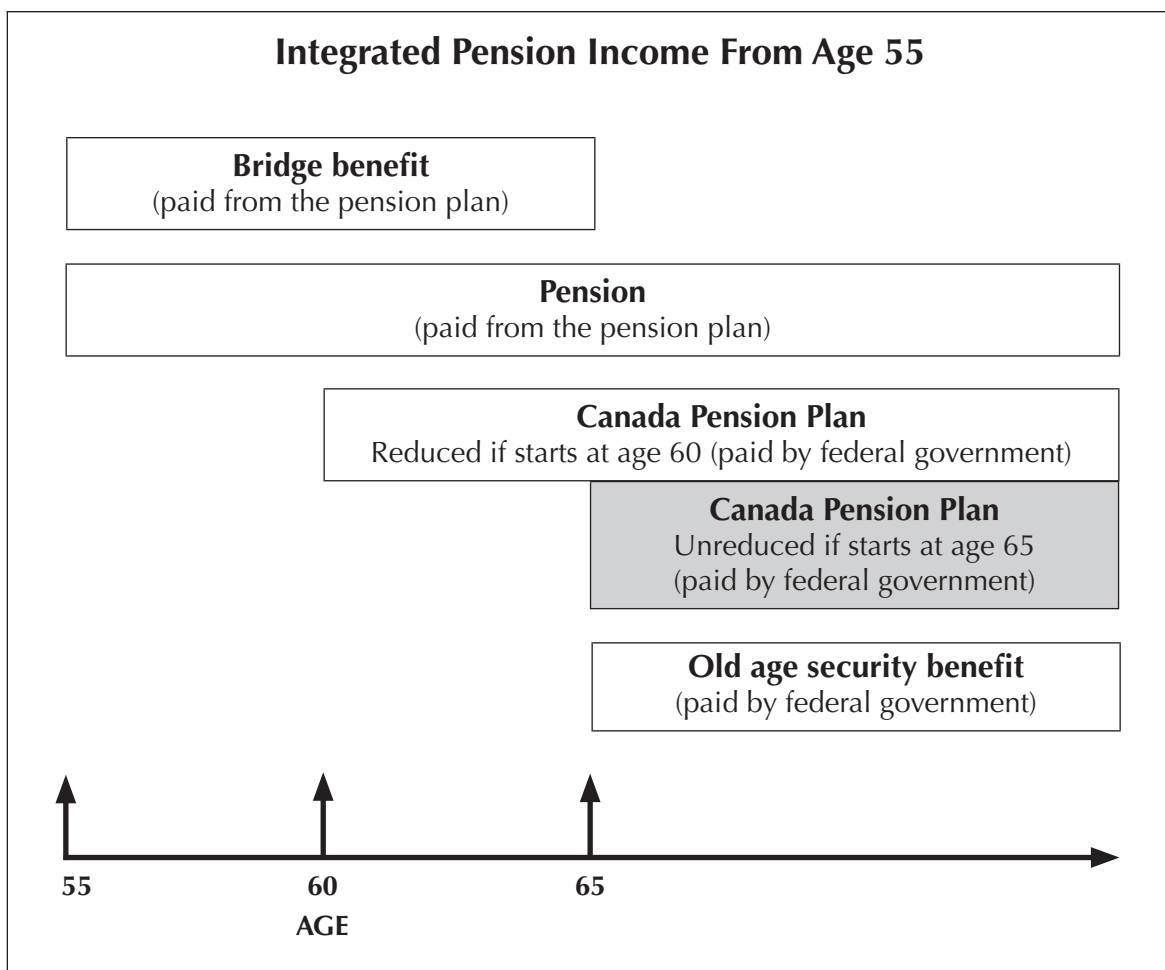 Integrated Pension Income From Age 55
Bridge benefit
(paid from the pension plan)
Pension
(paid from the pension plan)
Canada Pension Plan
Reduced if starts at age 60 (paid by federal government)
Canada Pension Plan
Unreduced if starts at age 65
(paid by federal government)
Old age security benefit
(paid by federal government)
55 60 65
AGE